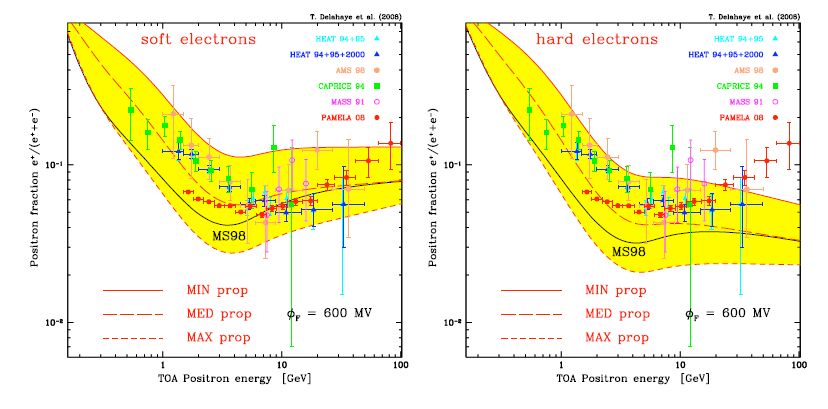 T. Delahaye et al. (2008)
soft electrons
HEAT 94+95
HEAT 94+95+2000
AMS 98
CAPRICE 94
MASS 91
PAMELA 08
MS98
MIN prop
MED prop
MAX prop
ϕF = 600 MV
Positron fraction e⁺/(e⁺+e⁻)
10⁻¹
10⁻²
1
10
100
TOA Positron energy [GeV]
T. Delahaye et al. (2008)
hard electrons
HEAT 94+95
HEAT 94+95+2000
AMS 98
CAPRICE 94
MASS 91
PAMELA 08
MS98
MIN prop
MED prop
MAX prop
ϕF = 600 MV
Positron fraction e⁺/(e⁺+e⁻)
10⁻¹
10⁻²
1
10
100
TOA Positron energy [GeV]